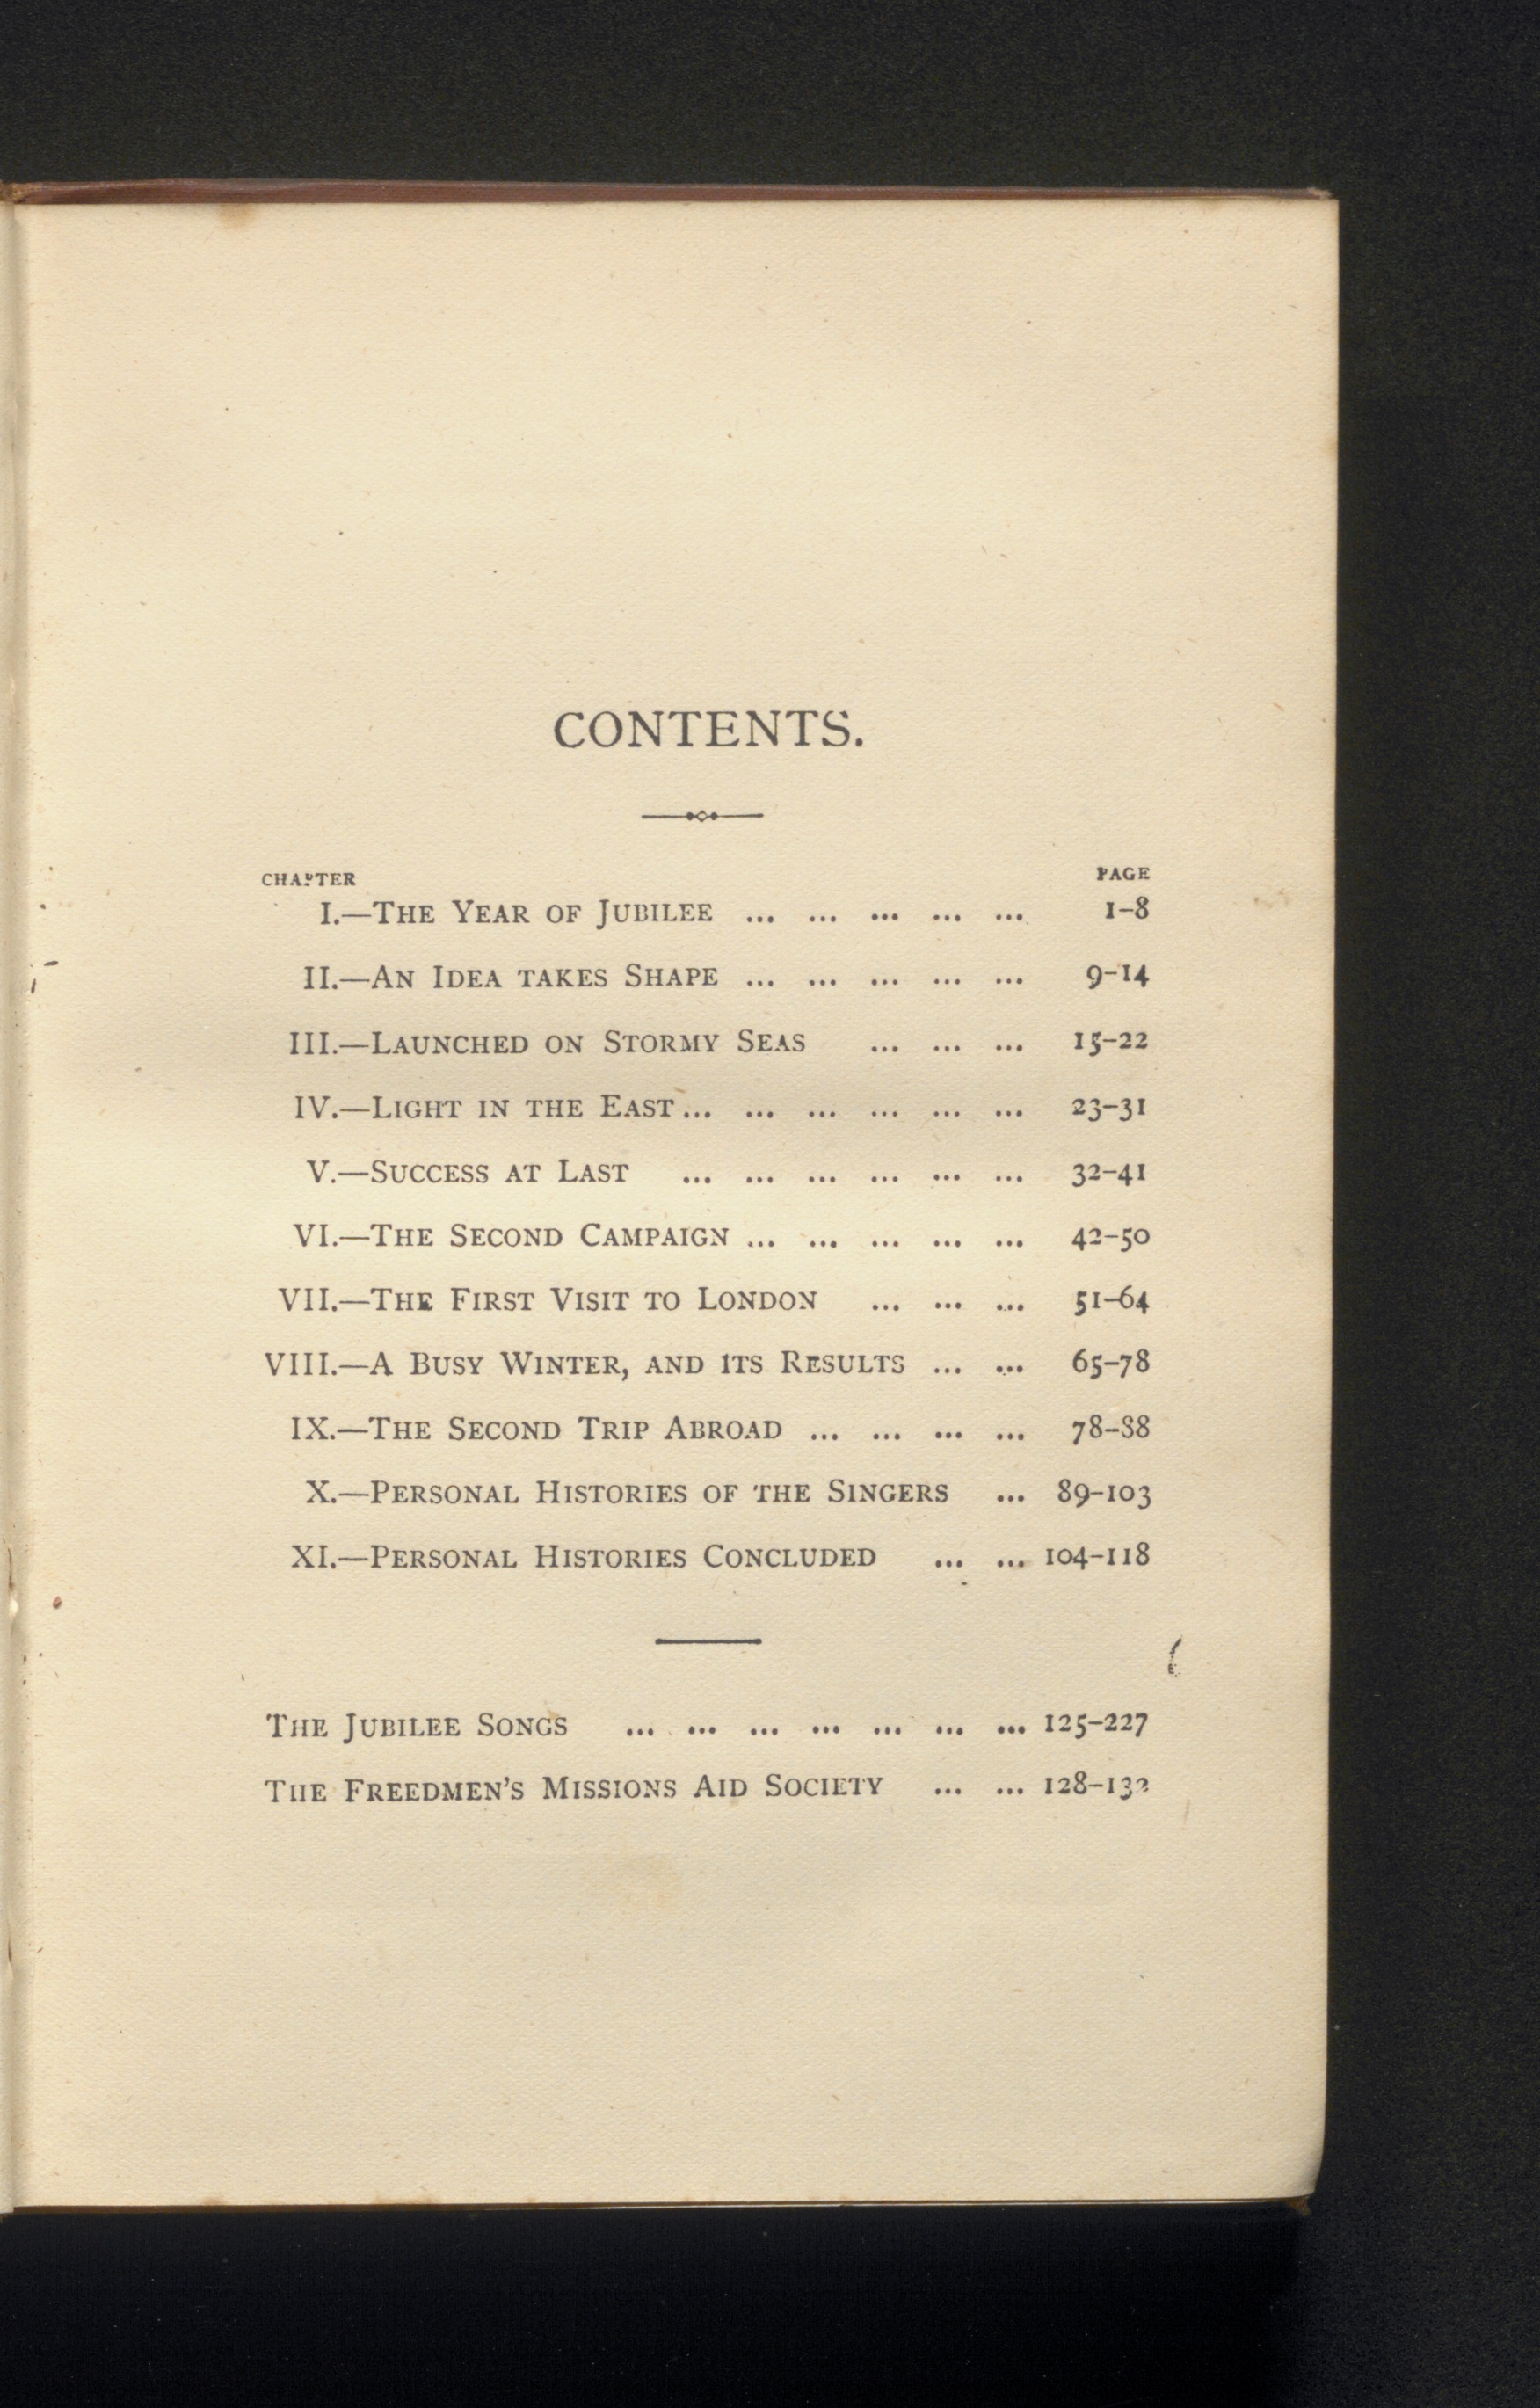 CONTENTS.
CHAPTER PAGE
I.—THE YEAR OF JUBILEE ... ... ... ... ... 1–8
II.—AN IDEA TAKES SHAPE ... ... ... ... ... 9–14
III.—LAUNCHED ON STORMY SEAS ... ... ... 15–22
IV.—LIGHT IN THE EAST ... ... ... ... ... ... 23–31
V.—SUCCESS AT LAST ... ... ... ... ... ... 32–41
VI.—THE SECOND CAMPAIGN ... ... ... ... ... 42–50
VII.—THE FIRST VISIT TO LONDON ... ... ... 51–64
VIII.—A BUSY WINTER, AND ITS RESULTS ... ... 65–78
IX.—THE SECOND TRIP ABROAD ... ... ... ... 78–88
X.—PERSONAL HISTORIES OF THE SINGERS ... 89–103
XI.—PERSONAL HISTORIES CONCLUDED ... ... 104–118
THE JUBILEE SONGS ... ... ... ... ... ... ... 125–227
THE FREEDMEN'S MISSIONS AID SOCIETY ... ... 128–132